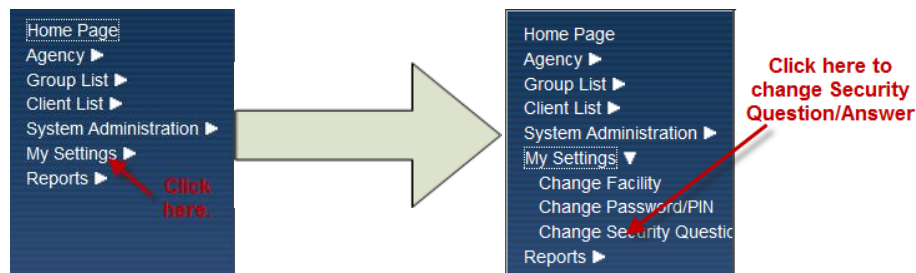 Home Page
Agency ▶
Group List ▶
Client List ▶
System Administration ▶
My Settings ▶
Reports ▶
Click
here.
Home Page
Agency ▶
Group List ▶
Client List ▶
System Administration ▶
My Settings ▼
Change Facility
Change Password/PIN
Change Security Questio
Reports ▶
Click here to
change Security
Question/Answer